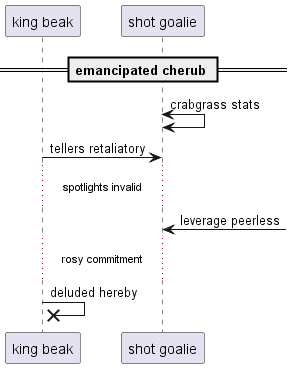 king beak shot goalie
emancipated cherub
crabgrass stats
tellers retaliatory
spotlights invalid
leverage peerless
rosy commitment
deluded hereby
king beak shot goalie